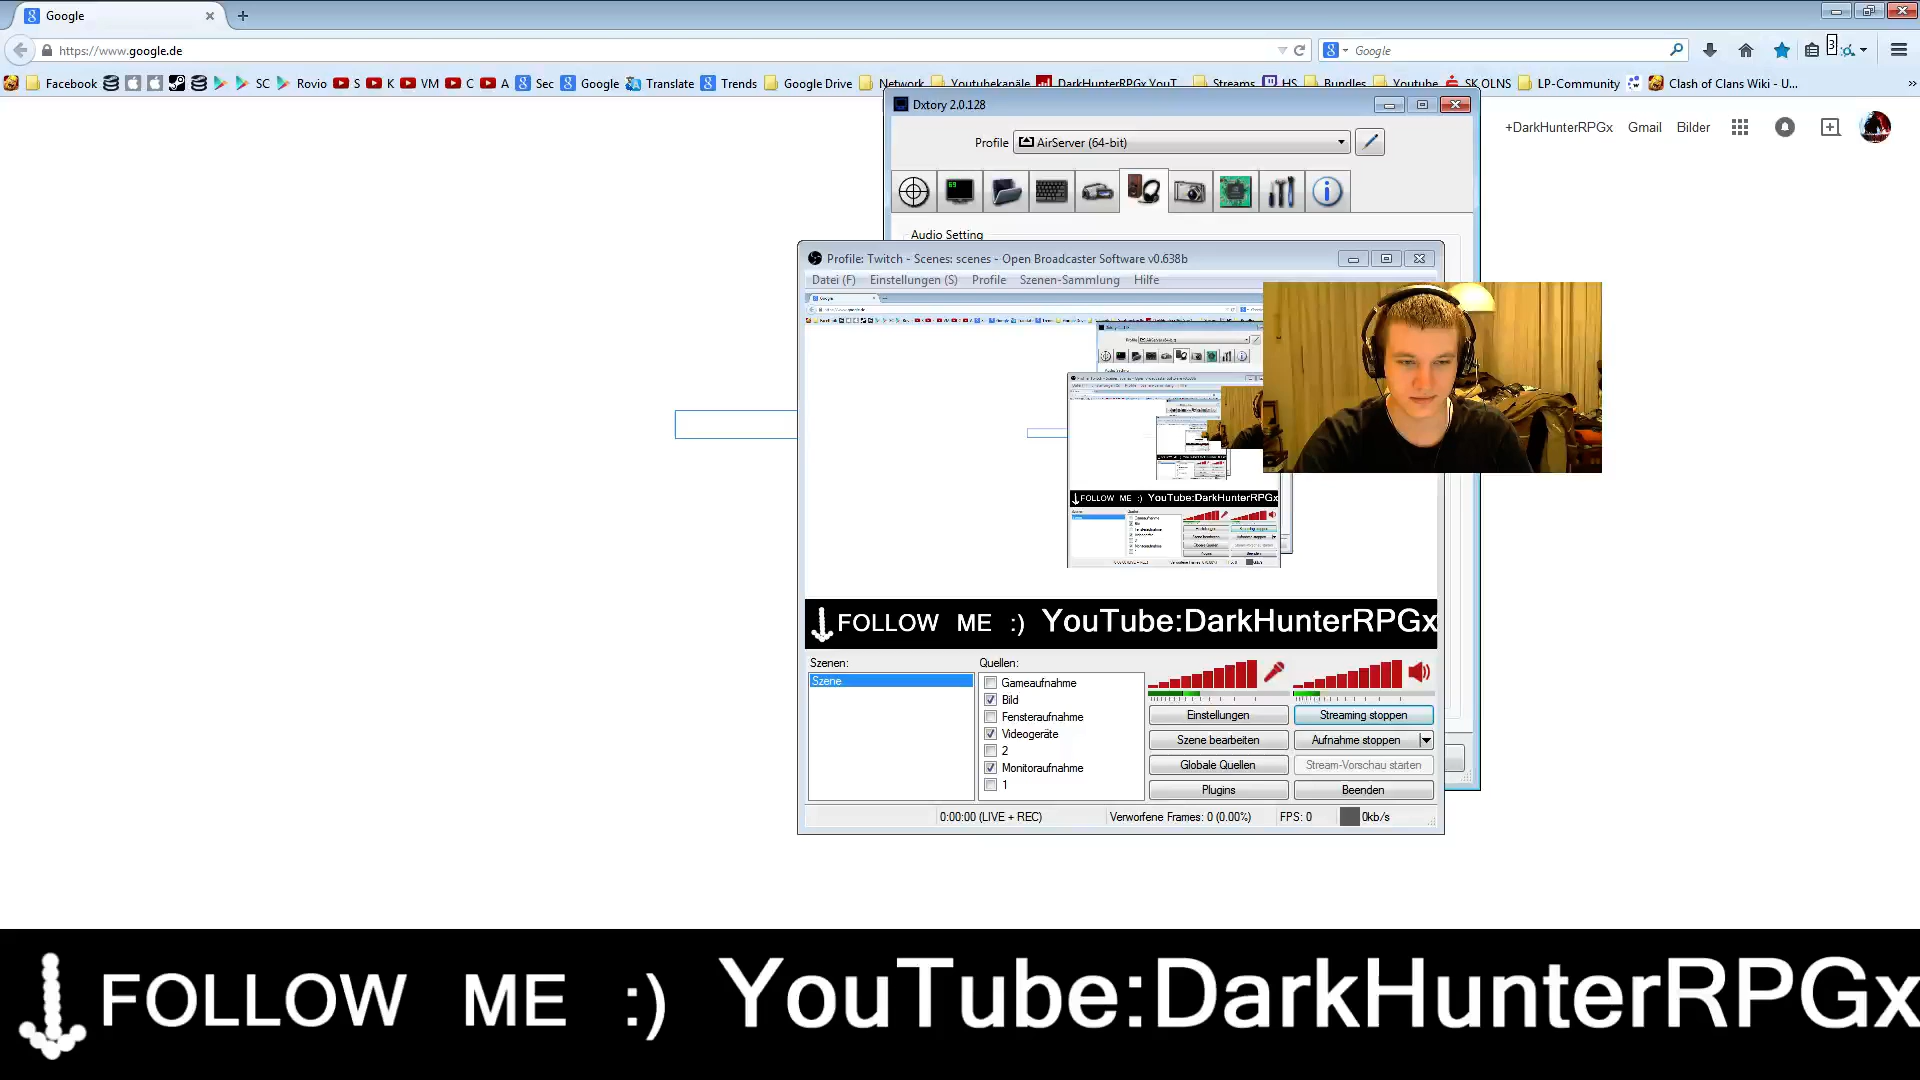 Google
https://www.google.de
Google
3
Facebook SC Rovio S K VM C A Sec Google Translate Trends Google Drive Network Youtubekanäle DarkHunterRPGx YouT... Streams HS Bundles Youtube SK OLNS LP-Community Clash of Clans Wiki - U...
+DarkHunterRPGx Gmail Bilder
Dxtory 2.0.128
Profile AirServer (64-bit)
69
Audio Setting
Profile: Twitch - Scenes: scenes - Open Broadcaster Software v0.638b
Datei (F) Einstellungen (S) Profile Szenen-Sammlung Hilfe
FOLLOW ME :) YouTube:DarkHunterRPGx
FOLLOW ME :) YouTube:DarkHunterRPGx
Szenen:
Szene
Quellen:
Gameaufnahme
Bild
Fensteraufnahme
Videogeräte
2
Monitoraufnahme
1
Einstellungen Streaming stoppen
Szene bearbeiten Aufnahme stoppen
Globale Quellen Stream-Vorschau starten
Plugins Beenden
0:00:00 (LIVE + REC) Verworfene Frames: 0 (0.00%) FPS: 0 0kb/s
FOLLOW ME :) YouTube:DarkHunterRPGx